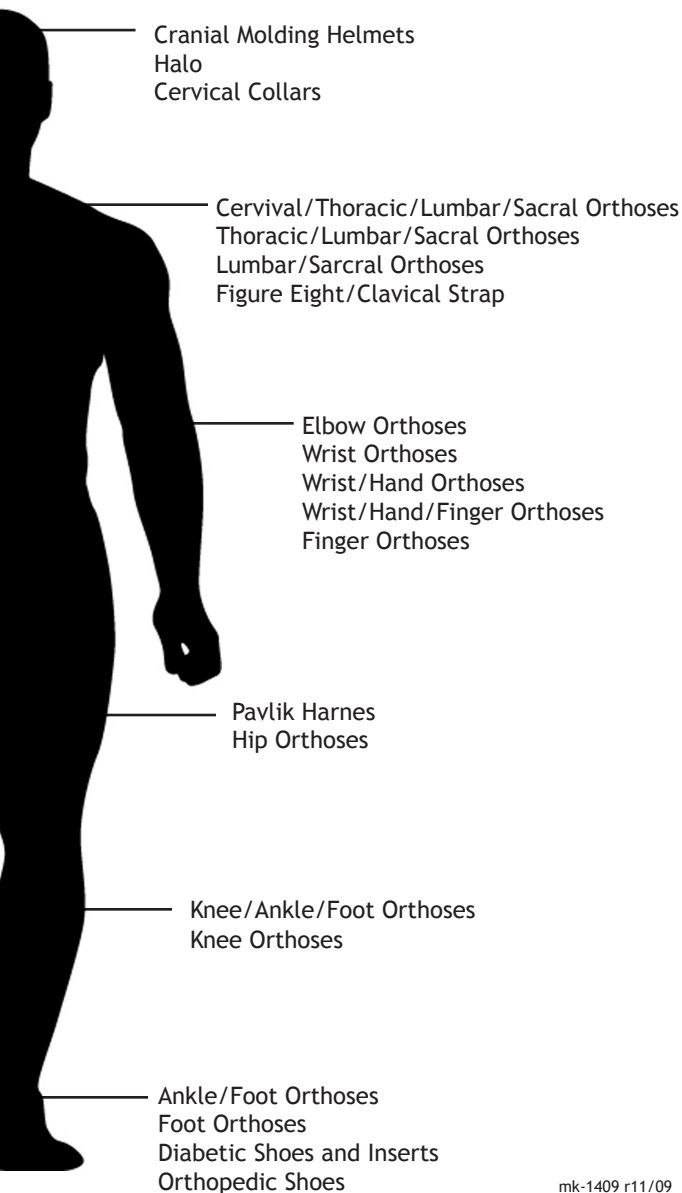 Cranial Molding Helmets
Halo
Cervical Collars
Cervival/Thoracic/Lumbar/Sacral Orthoses
Thoracic/Lumbar/Sacral Orthoses
Lumbar/Sarcral Orthoses
Figure Eight/Clavical Strap
Elbow Orthoses
Wrist Orthoses
Wrist/Hand Orthoses
Wrist/Hand/Finger Orthoses
Finger Orthoses
Pavlik Harnes
Hip Orthoses
Knee/Ankle/Foot Orthoses
Knee Orthoses
Ankle/Foot Orthoses
Foot Orthoses
Diabetic Shoes and Inserts
Orthopedic Shoes
mk-1409 r11/09